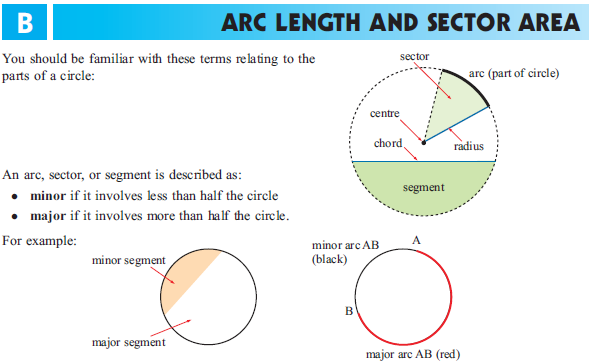 B
ARC LENGTH AND SECTOR AREA
You should be familiar with these terms relating to the
parts of a circle:
sector
arc (part of circle)
centre
chord
radius
segment
An arc, sector, or segment is described as:
• minor if it involves less than half the circle
• major if it involves more than half the circle.
For example:
minor segment
major segment
minor arc AB
(black)
A
B
major arc AB (red)